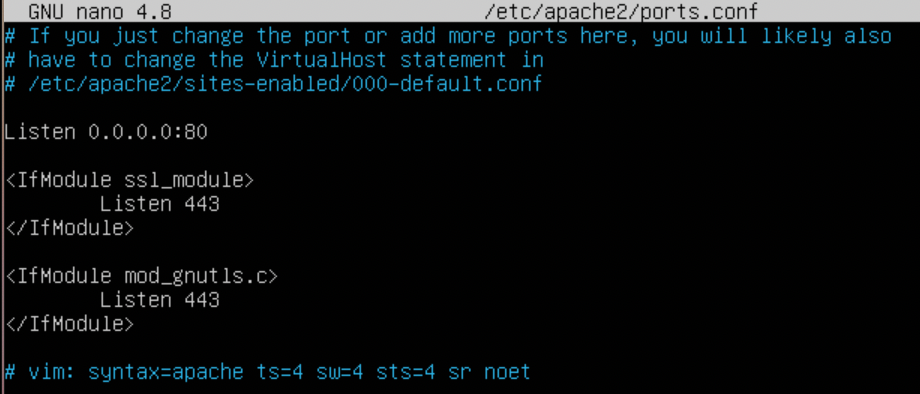 GNU nano 4.8 /etc/apache2/ports.conf
# If you just change the port or add more ports here, you will likely also
# have to change the VirtualHost statement in
# /etc/apache2/sites-enabled/000-default.conf
Listen 0.0.0.0:80
<IfModule ssl_module>
Listen 443
</IfModule>
<IfModule mod_gnutls.c>
Listen 443
</IfModule>
# vim: syntax=apache ts=4 sw=4 sts=4 sr noet